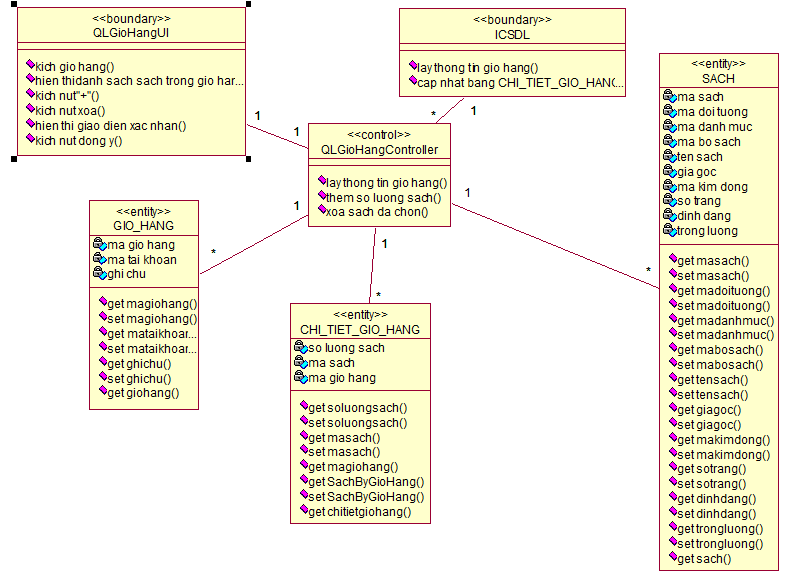 <<boundary>>
QLGioHangUI
kich gio hang()
hien thidanh sach sach trong gio har...
kich nut"+"()
kich nut xoa()
hien thi giao dien xac nhan()
kich nut dong y()
<<boundary>>
ICSDL
lay thong tin gio hang()
cap nhat bang CHI_TIET_GIO_HANG...
<<control>>
QLGioHangController
lay thong tin gio hang()
them so luong sach()
xoa sach da chon()
<<entity>>
GIO_HANG
ma gio hang
ma tai khoan
ghi chu
get magiohang()
set magiohang()
get mataikhoar...
set mataikhoar...
get ghichu()
set ghichu()
get giohang()
<<entity>>
CHI_TIET_GIO_HANG
so luong sach
ma sach
ma gio hang
get soluongsach()
set soluongsach()
get masach()
set masach()
get magiohang()
get SachByGioHang()
set SachByGioHang()
get chitietgiohang()
<<entity>>
SACH
ma sach
ma doi tuong
ma danh muc
ma bo sach
ten sach
gia goc
ma kim dong
so trang
dinh dang
trong luong
get masach()
set masach()
get madoituong()
set madoituong()
get madanhmuc()
set madanhmuc()
get mabosach()
set mabosach()
get tensach()
set tensach()
get giagoc()
set giagoc()
get makimdong()
set makimdong()
get sotrang()
set sotrang()
get dinhdang()
set dinhdang()
get trongluong()
set trongluong()
get sach()
1
1
*
1
1
*
1
*
1
*